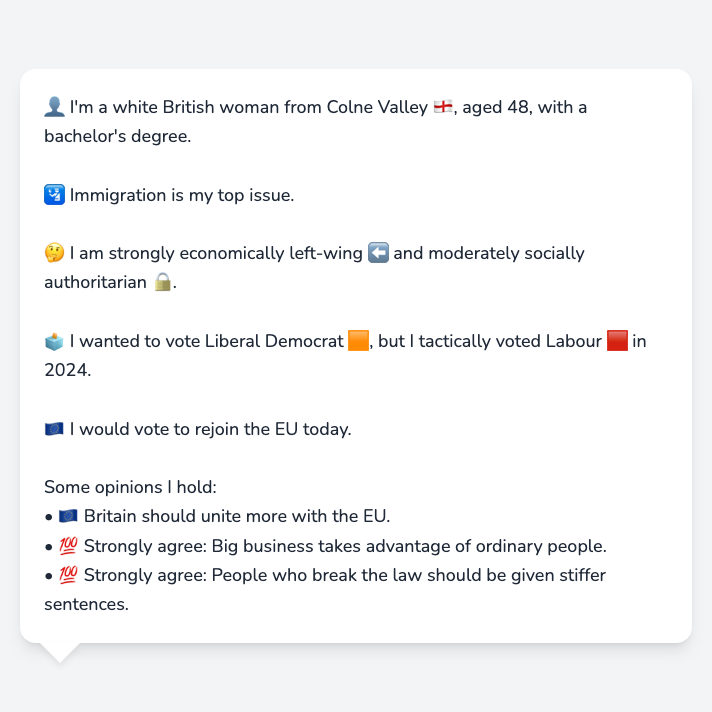 👤 I'm a white British woman from Colne Valley 🏴󠁧󠁢󠁥󠁮󠁧󠁿, aged 48, with a
bachelor's degree.
🛂 Immigration is my top issue.
🤔 I am strongly economically left-wing ⬅️ and moderately socially
authoritarian 🔒.
🗳️ I wanted to vote Liberal Democrat 🟧, but I tactically voted Labour 🟥 in
2024.
🇪🇺 I would vote to rejoin the EU today.
Some opinions I hold:
• 🇪🇺 Britain should unite more with the EU.
• 💯 Strongly agree: Big business takes advantage of ordinary people.
• 💯 Strongly agree: People who break the law should be given stiffer
sentences.